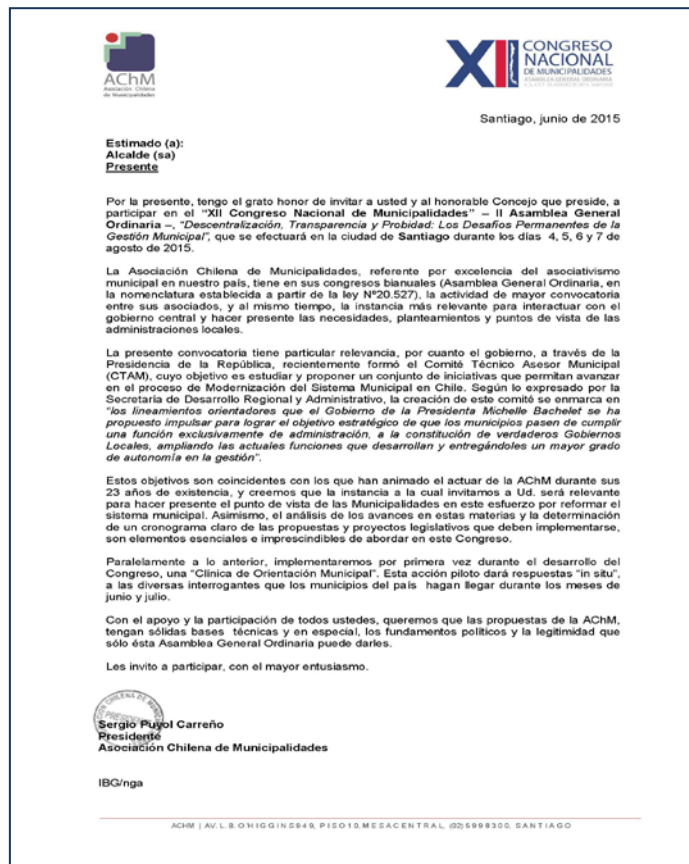 AChM
Asociación Chilena
de Municipalidades
XII CONGRESO
NACIONAL
DE MUNICIPALIDADES
ASAMBLEA GENERAL ORDINARIA
Santiago, junio de 2015
Estimado (a):
Alcalde (sa)
Presente
Por la presente, tengo el grato honor de invitar a usted y al honorable Concejo que preside, a
participar en el “XII Congreso Nacional de Municipalidades” – II Asamblea General
Ordinaria –, “Descentralización, Transparencia y Probidad: Los Desafíos Permanentes de la
Gestión Municipal”, que se efectuará en la ciudad de Santiago durante los días 4, 5, 6 y 7 de
agosto de 2015.
La Asociación Chilena de Municipalidades, referente por excelencia del asociativismo
municipal en nuestro país, tiene en sus congresos bianuales (Asamblea General Ordinaria, en
la nomenclatura establecida a partir de la ley Nº20.527), la actividad de mayor convocatoria
entre sus asociados, y al mismo tiempo, la instancia más relevante para interactuar con el
gobierno central y hacer presente las necesidades, planteamientos y puntos de vista de las
administraciones locales.
La presente convocatoria tiene particular relevancia, por cuanto el gobierno, a través de la
Presidencia de la República, recientemente formó el Comité Técnico Asesor Municipal
(CTAM), cuyo objetivo es estudiar y proponer un conjunto de iniciativas que permitan avanzar
en el proceso de Modernización del Sistema Municipal en Chile. Según lo expresado por la
Secretaría de Desarrollo Regional y Administrativo, la creación de este comité se enmarca en
“los lineamientos orientadores que el Gobierno de la Presidenta Michelle Bachelet se ha
propuesto impulsar para lograr el objetivo estratégico de que los municipios pasen de cumplir
una función exclusivamente de administración, a la constitución de verdaderos Gobiernos
Locales, ampliando las actuales funciones que desarrollan y entregándoles un mayor grado
de autonomía en la gestión”.
Estos objetivos son coincidentes con los que han animado el actuar de la AChM durante sus
23 años de existencia, y creemos que la instancia a la cual invitamos a Ud. será relevante
para hacer presente el punto de vista de las Municipalidades en este esfuerzo por reformar el
sistema municipal. Asimismo, el análisis de los avances en estas materias y la determinación
de un cronograma claro de las propuestas y proyectos legislativos que deben implementarse,
son elementos esenciales e imprescindibles de abordar en este Congreso.
Paralelamente a lo anterior, implementaremos por primera vez durante el desarrollo del
Congreso, una “Clínica de Orientación Municipal”. Esta acción piloto dará respuestas “in situ”,
a las diversas interrogantes que los municipios del país hagan llegar durante los meses de
junio y julio.
Con el apoyo y la participación de todos ustedes, queremos que las propuestas de la AChM,
tengan sólidas bases técnicas y en especial, los fundamentos políticos y la legitimidad que
sólo ésta Asamblea General Ordinaria puede darles.
Les invito a participar, con el mayor entusiasmo.
Sergio Puyol Carreño
Presidente
Asociación Chilena de Municipalidades
IBG/nga
ACHM | AV. L. B. O'HIGGINS 949, PISO 10, MESA CENTRAL, (02) 5998300, SANTIAGO